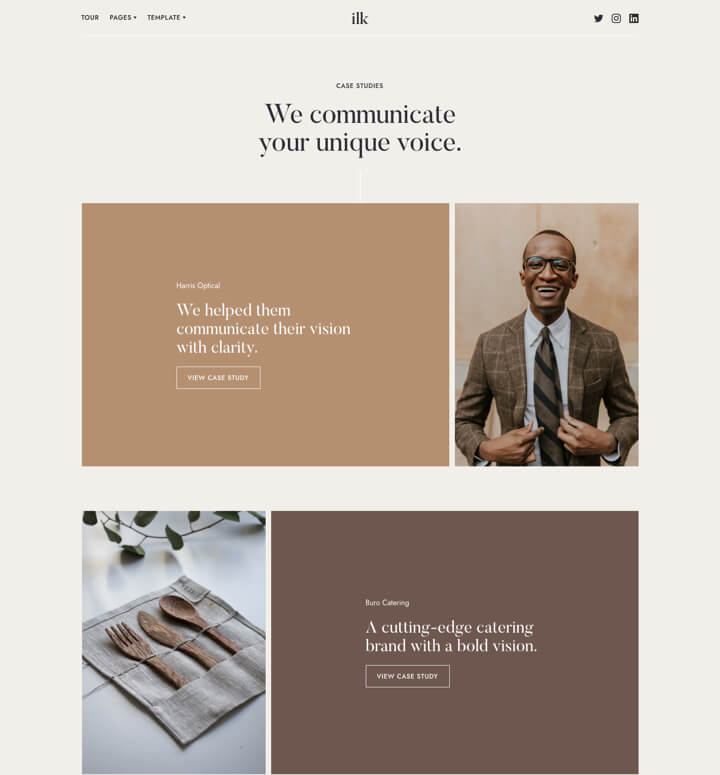 TOUR PAGES TEMPLATE
ilk
CASE STUDIES
We communicate
your unique voice.
Harris Optical
We helped them
communicate their vision
with clarity.
VIEW CASE STUDY
Buro Catering
A cutting-edge catering
brand with a bold vision.
VIEW CASE STUDY